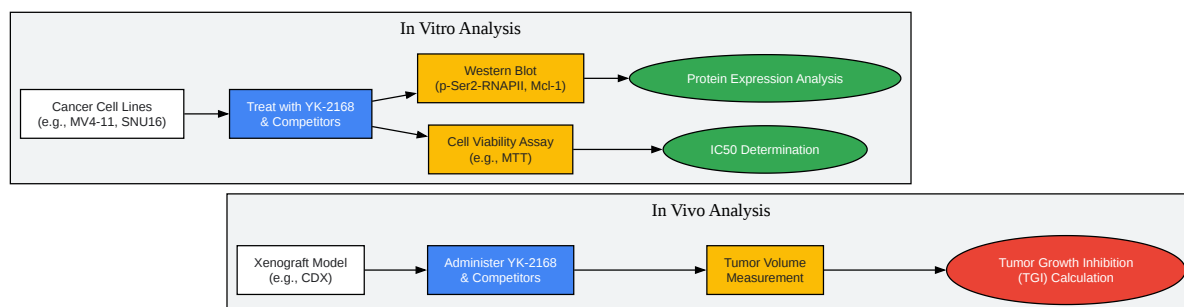 In Vitro Analysis
Cancer Cell Lines
(e.g., MV4-11, SNU16)
Treat with YK-2168
& Competitors
Western Blot
(p-Ser2-RNAPII, Mcl-1)
Protein Expression Analysis
Cell Viability Assay
(e.g., MTT)
IC50 Determination
In Vivo Analysis
Xenograft Model
(e.g., CDX)
Administer YK-2168
& Competitors
Tumor Volume
Measurement
Tumor Growth Inhibition
(TGI) Calculation